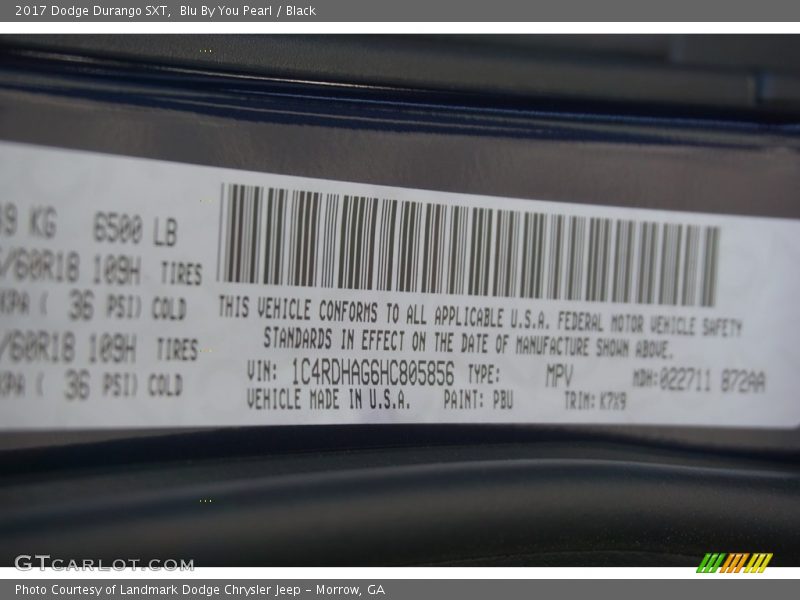 2017 Dodge Durango SXT,  Blu By You Pearl / Black
KG 6500 LB
/60R18 109H TIRES
KPA ( 36 PSI) COLD
/60R18 109H TIRES
KPA ( 36 PSI) COLD
THIS VEHICLE CONFORMS TO ALL APPLICABLE U.S.A. FEDERAL MOTOR VEHICLE SAFETY
STANDARDS IN EFFECT ON THE DATE OF MANUFACTURE SHOWN ABOVE.
VIN: 1C4RDHAG6HC805856 TYPE: MPV MDH:022711 872AA
VEHICLE MADE IN U.S.A. PAINT: PBU TRIM: K7X9
GTCARLOT.COM
Photo Courtesy of Landmark Dodge Chrysler Jeep – Morrow, GA